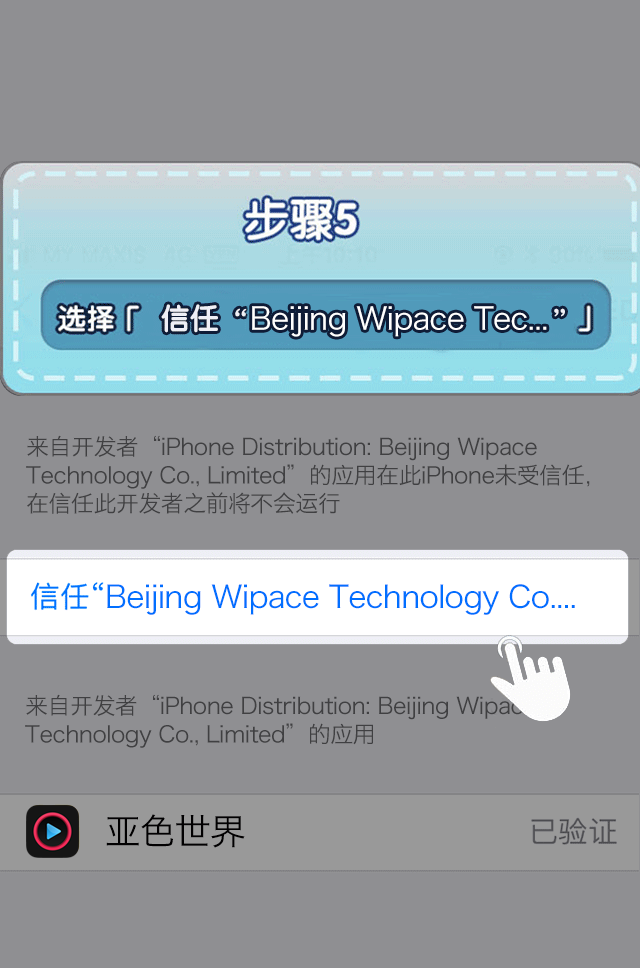 步骤5
选择「 信任 “Beijing Wipace Tec...” 」
来自开发者“iPhone Distribution: Beijing Wipace
Technology Co., Limited”的应用在此iPhone未受信任,
在信任此开发者之前将不会运行
信任“Beijing Wipace Technology Co....
来自开发者“iPhone Distribution: Beijing
Technology Co., Limited”的应用
亚色世界
已验证